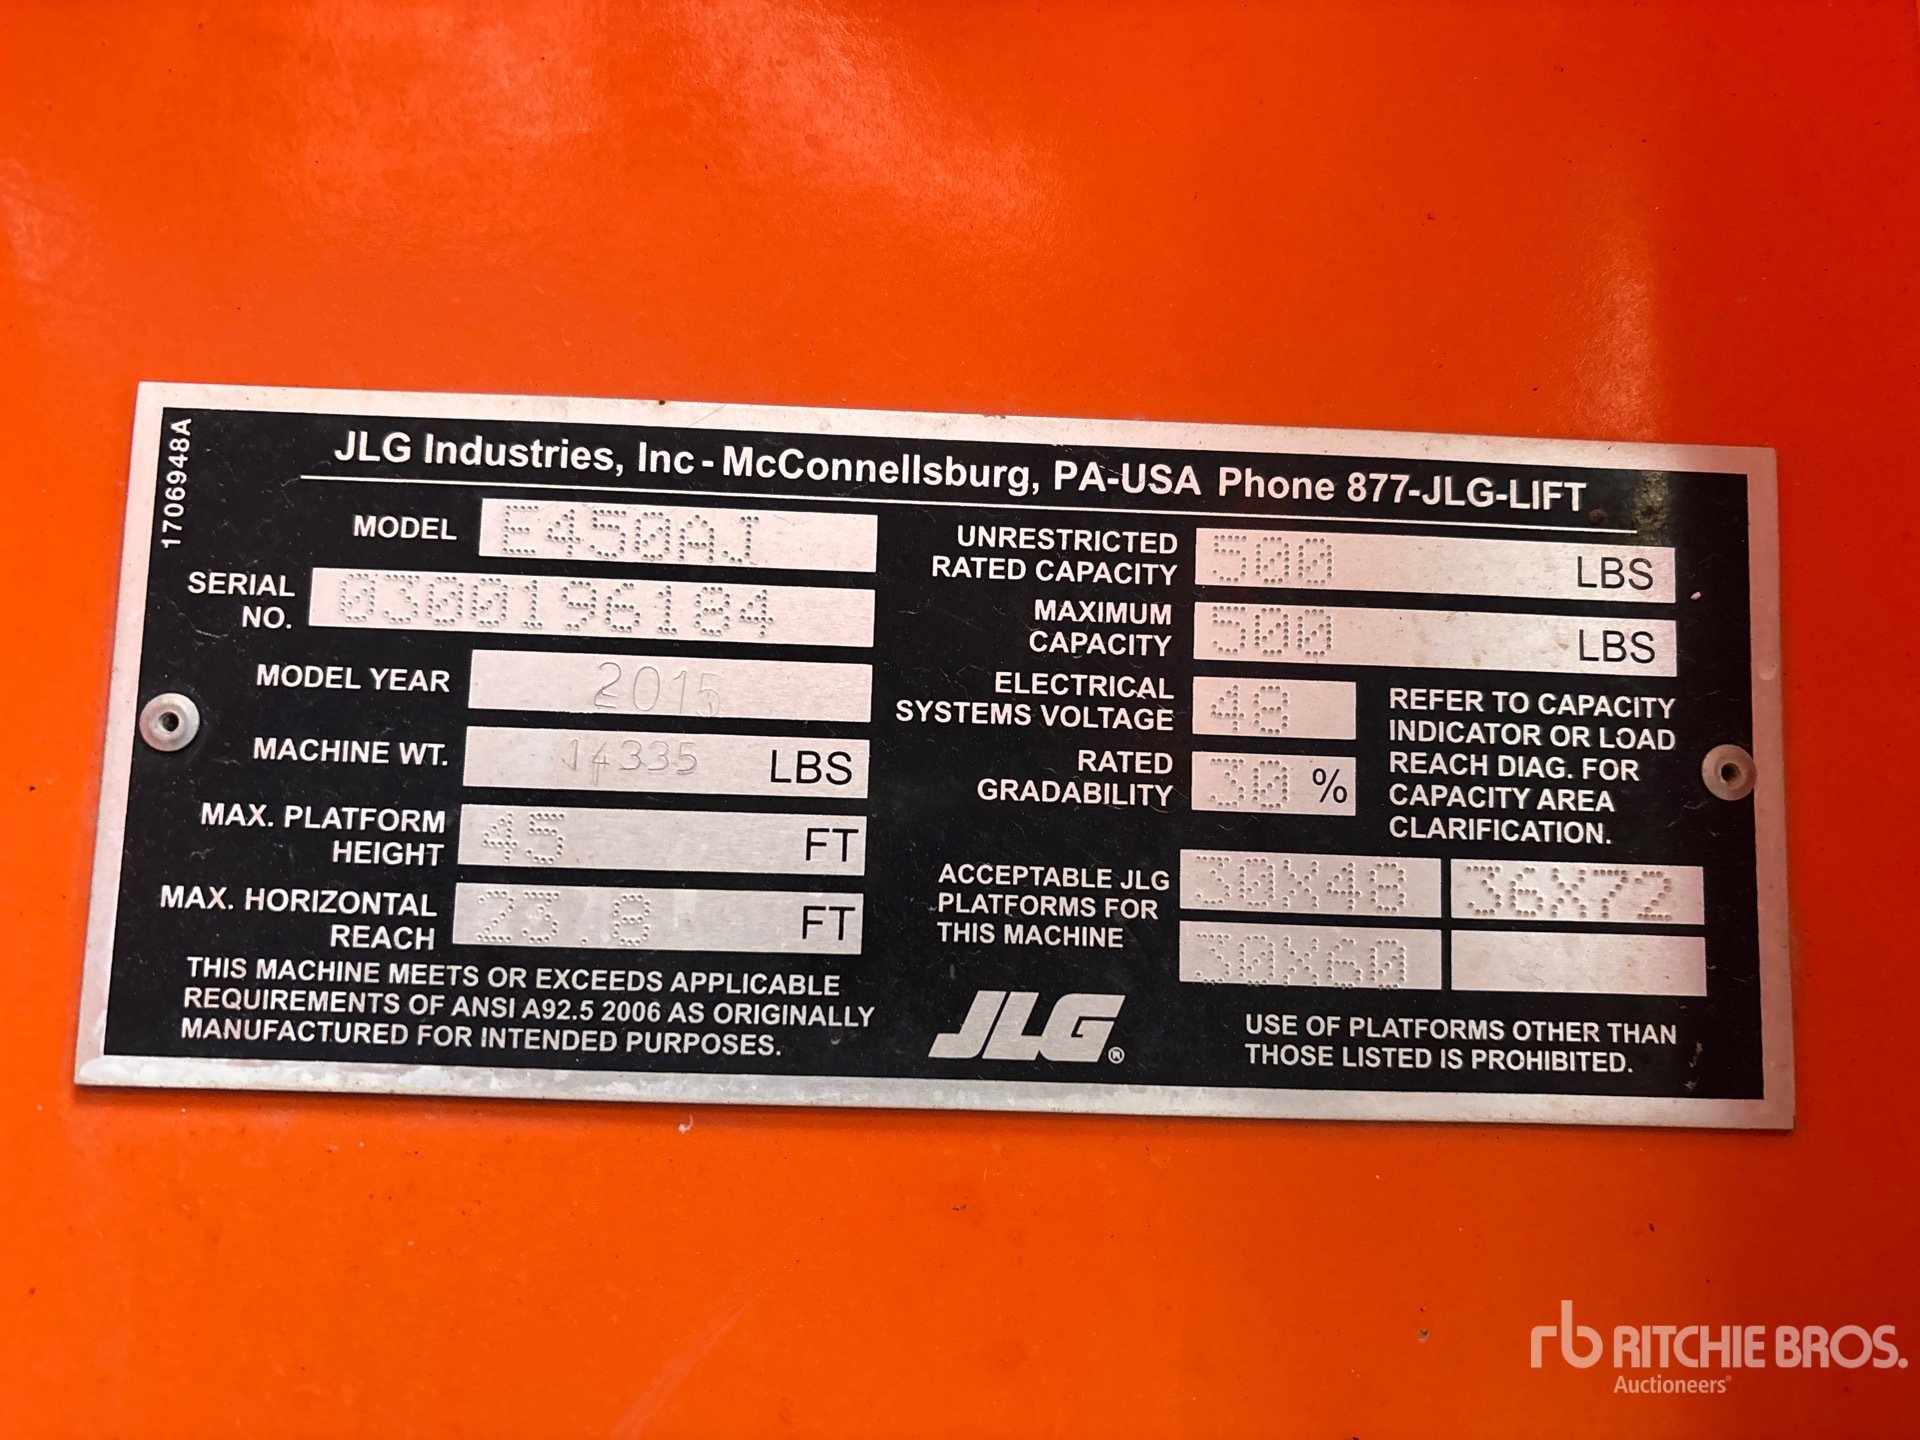 1706948A
JLG Industries, Inc - McConnellsburg, PA-USA Phone 877-JLG-LIFT
MODEL E450AJ
SERIAL NO. 0300196184
MODEL YEAR 2015
MACHINE WT. 14335 LBS
MAX. PLATFORM HEIGHT 45 FT
MAX. HORIZONTAL REACH 23.8 FT
THIS MACHINE MEETS OR EXCEEDS APPLICABLE
REQUIREMENTS OF ANSI A92.5 2006 AS ORIGINALLY
MANUFACTURED FOR INTENDED PURPOSES.
UNRESTRICTED RATED CAPACITY 500 LBS
MAXIMUM CAPACITY 500 LBS
ELECTRICAL SYSTEMS VOLTAGE 48
RATED GRADABILITY 30 %
REFER TO CAPACITY
INDICATOR OR LOAD
REACH DIAG. FOR
CAPACITY AREA
CLARIFICATION.
ACCEPTABLE JLG
PLATFORMS FOR
THIS MACHINE
30X48 36X72
30X60
JLG®
USE OF PLATFORMS OTHER THAN
THOSE LISTED IS PROHIBITED.
rb RITCHIE BROS.
Auctioneers®